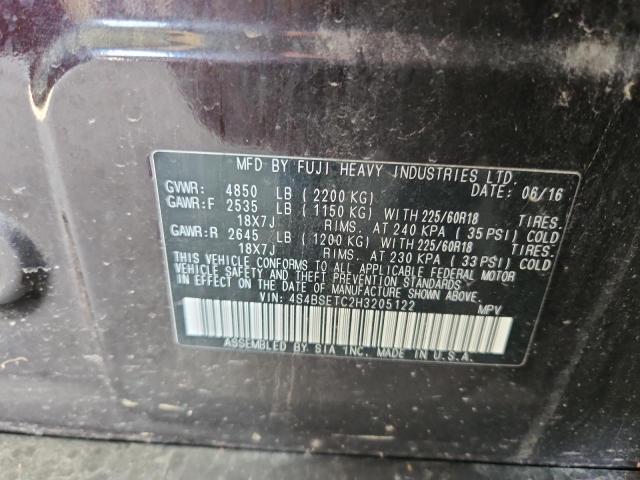 MFD BY FUJI HEAVY INDUSTRIES LTD.
GVWR: 4850 LB (2200 KG) DATE: 06/16
GAWR:F 2535 LB (1150 KG) WITH 225/60R18 TIRES.
18X7J RIMS. AT 240 KPA (35 PSI) COLD
GAWR:R 2645 LB (1200 KG) WITH 225/60R18 TIRES.
18X7J RIMS. AT 230 KPA (33 PSI) COLD
THIS VEHICLE CONFORMS TO ALL APPLICABLE FEDERAL MOTOR
VEHICLE SAFETY AND THEFT PREVENTION STANDARDS
IN EFFECT ON THE DATE OF MANUFACTURE SHOWN ABOVE.
VIN: 4S4BSETC2H3205122 MPV
ASSEMBLED BY SIA INC. MADE IN U.S.A.